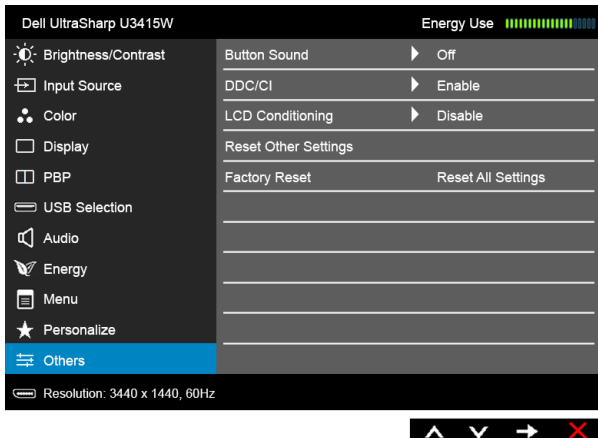 Dell UltraSharp U3415W Energy Use
Brightness/Contrast Button Sound Off
Input Source DDC/CI Enable
Color LCD Conditioning Disable
Display Reset Other Settings
PBP Factory Reset Reset All Settings
USB Selection
Audio
Energy
Menu
Personalize
Others
Resolution: 3440 x 1440, 60Hz